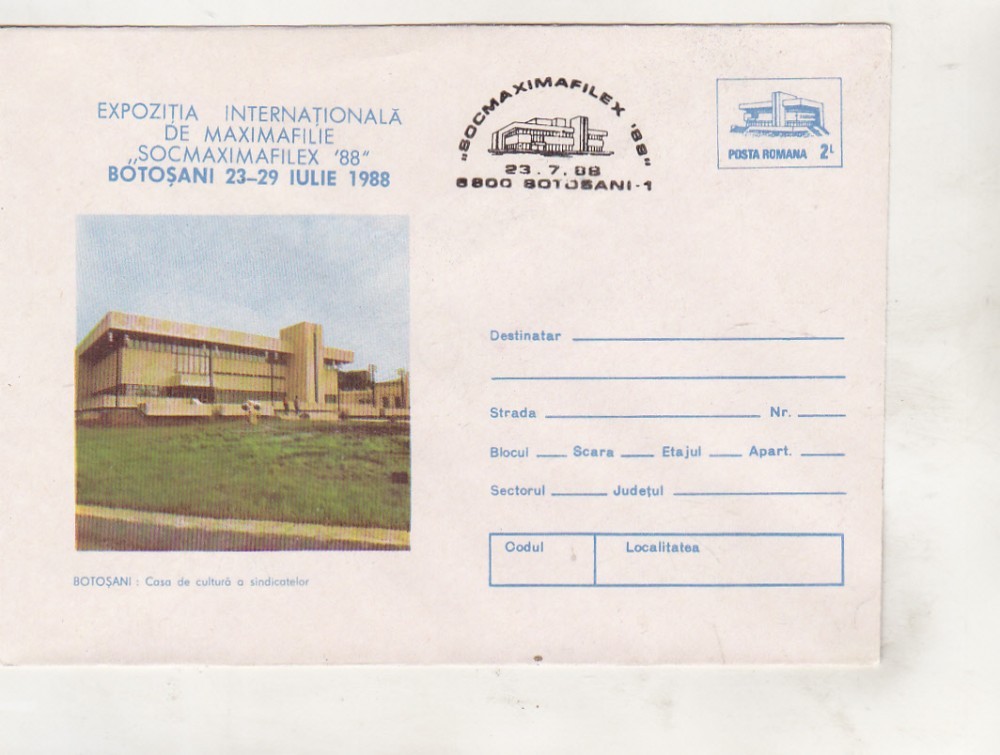 EXPOZIȚIA INTERNAȚIONALĂ
DE MAXIMAFILIE
„SOCMAXIMAFILEX '88"
BOTOȘANI 23–29 IULIE 1988
„SOCMAXIMAFILEX '88"
23.7.88
6800 BOTOSANI-1
POSTA ROMANA 2L
Destinatar
Strada Nr.
Blocul Scara Etajul Apart.
Sectorul Județul
Codul Localitatea
BOTOȘANI : Casa de cultură a sindicatelor